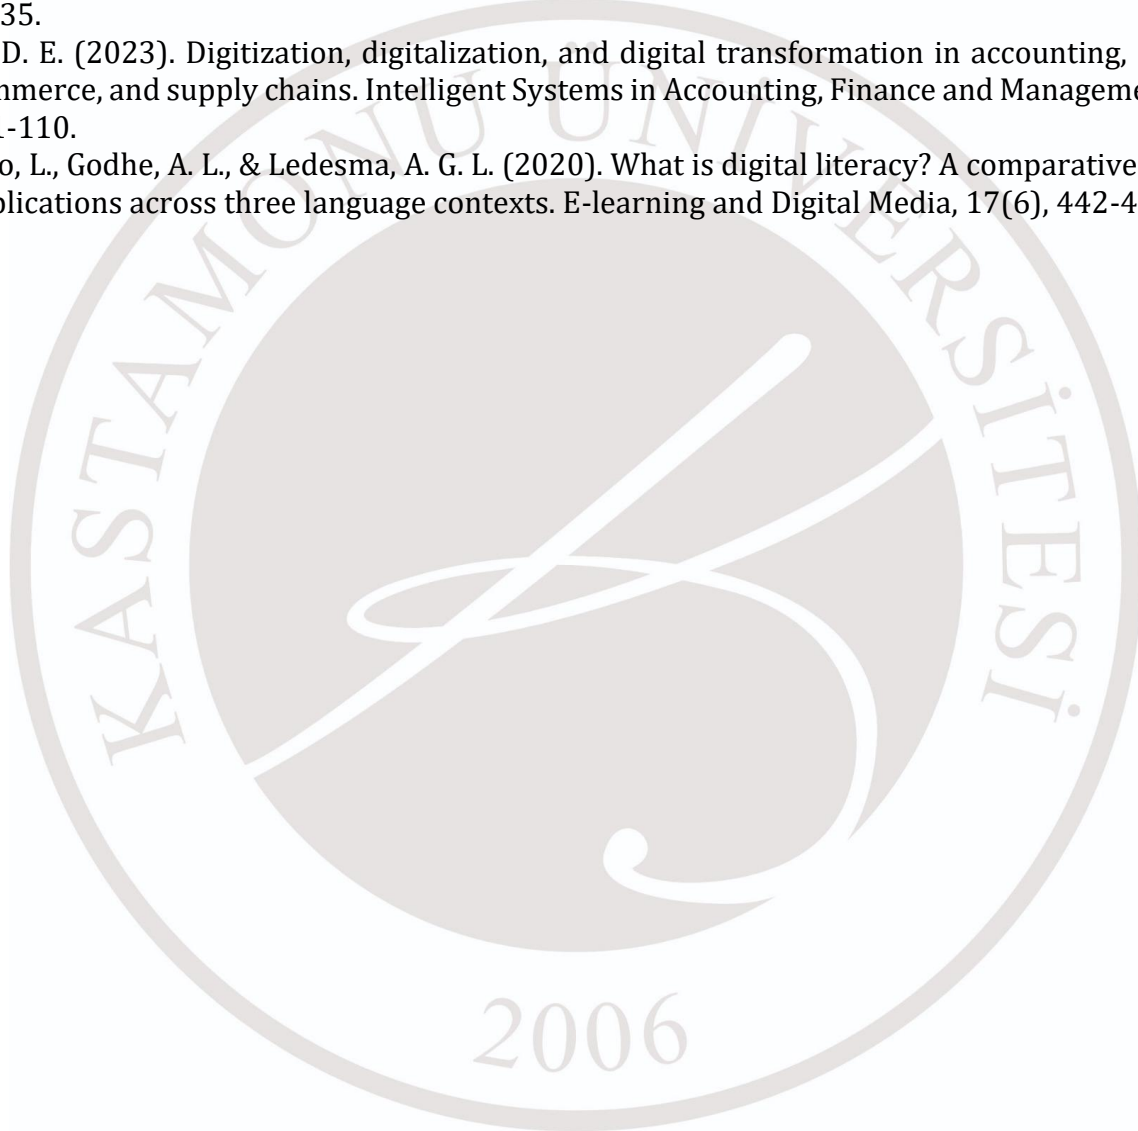 35.
D. E. (2023). Digitization, digitalization, and digital transformation in accounting,
mmerce, and supply chains. Intelligent Systems in Accounting, Finance and Manageme
1-110.
o, L., Godhe, A. L., & Ledesma, A. G. L. (2020). What is digital literacy? A comparative
plications across three language contexts. E-learning and Digital Media, 17(6), 442-4
KASTAMONU ÜNİVERSİTESİ
2006